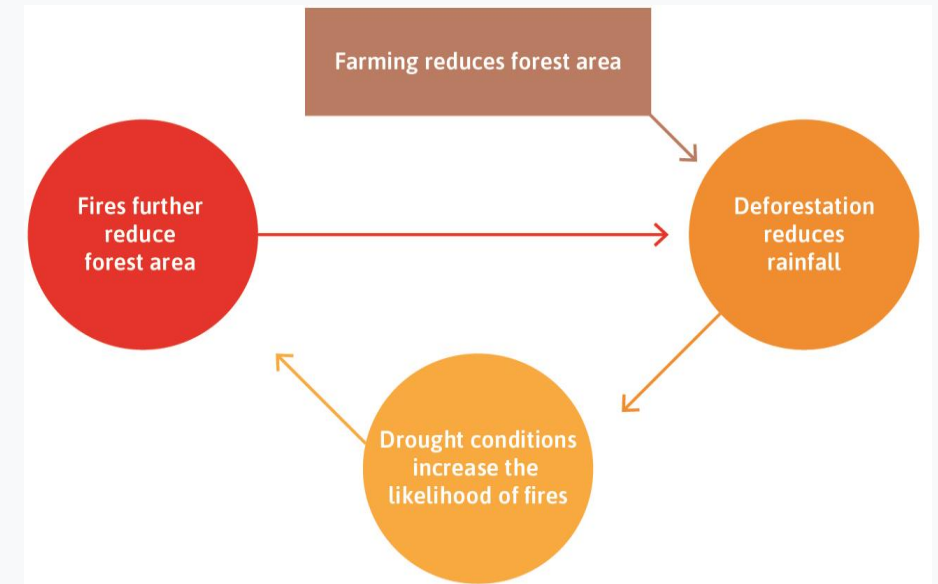 Farming reduces forest area
Fires further
reduce
forest area
Deforestation
reduces
rainfall
Drought conditions
increase the
likelihood of fires